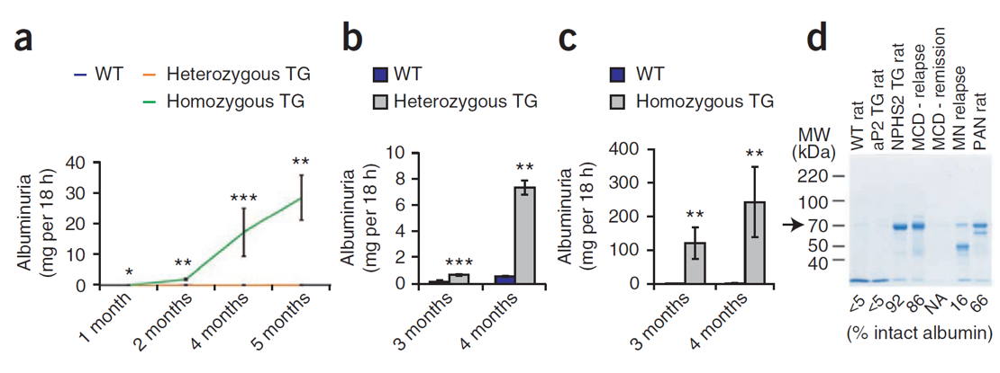 a
WT
Heterozygous TG
Homozygous TG
Albuminuria
(mg per 18 h)
40
30
20
10
0
*
**
***
**
1 month
2 months
4 months
5 months
b
WT
Heterozygous TG
Albuminuria
(mg per 18 h)
10
8
6
4
2
0
***
**
3 months
4 months
c
WT
Homozygous TG
Albuminuria
(mg per 18 h)
400
300
200
100
0
**
**
3 months
4 months
d
WT rat
aP2 TG rat
NPHS2 TG rat
MCD - relapse
MCD - remission
MN relapse
PAN rat
MW
(kDa)
220
100
70
50
40
<5
<5
92
86
NA
16
66
(% intact albumin)